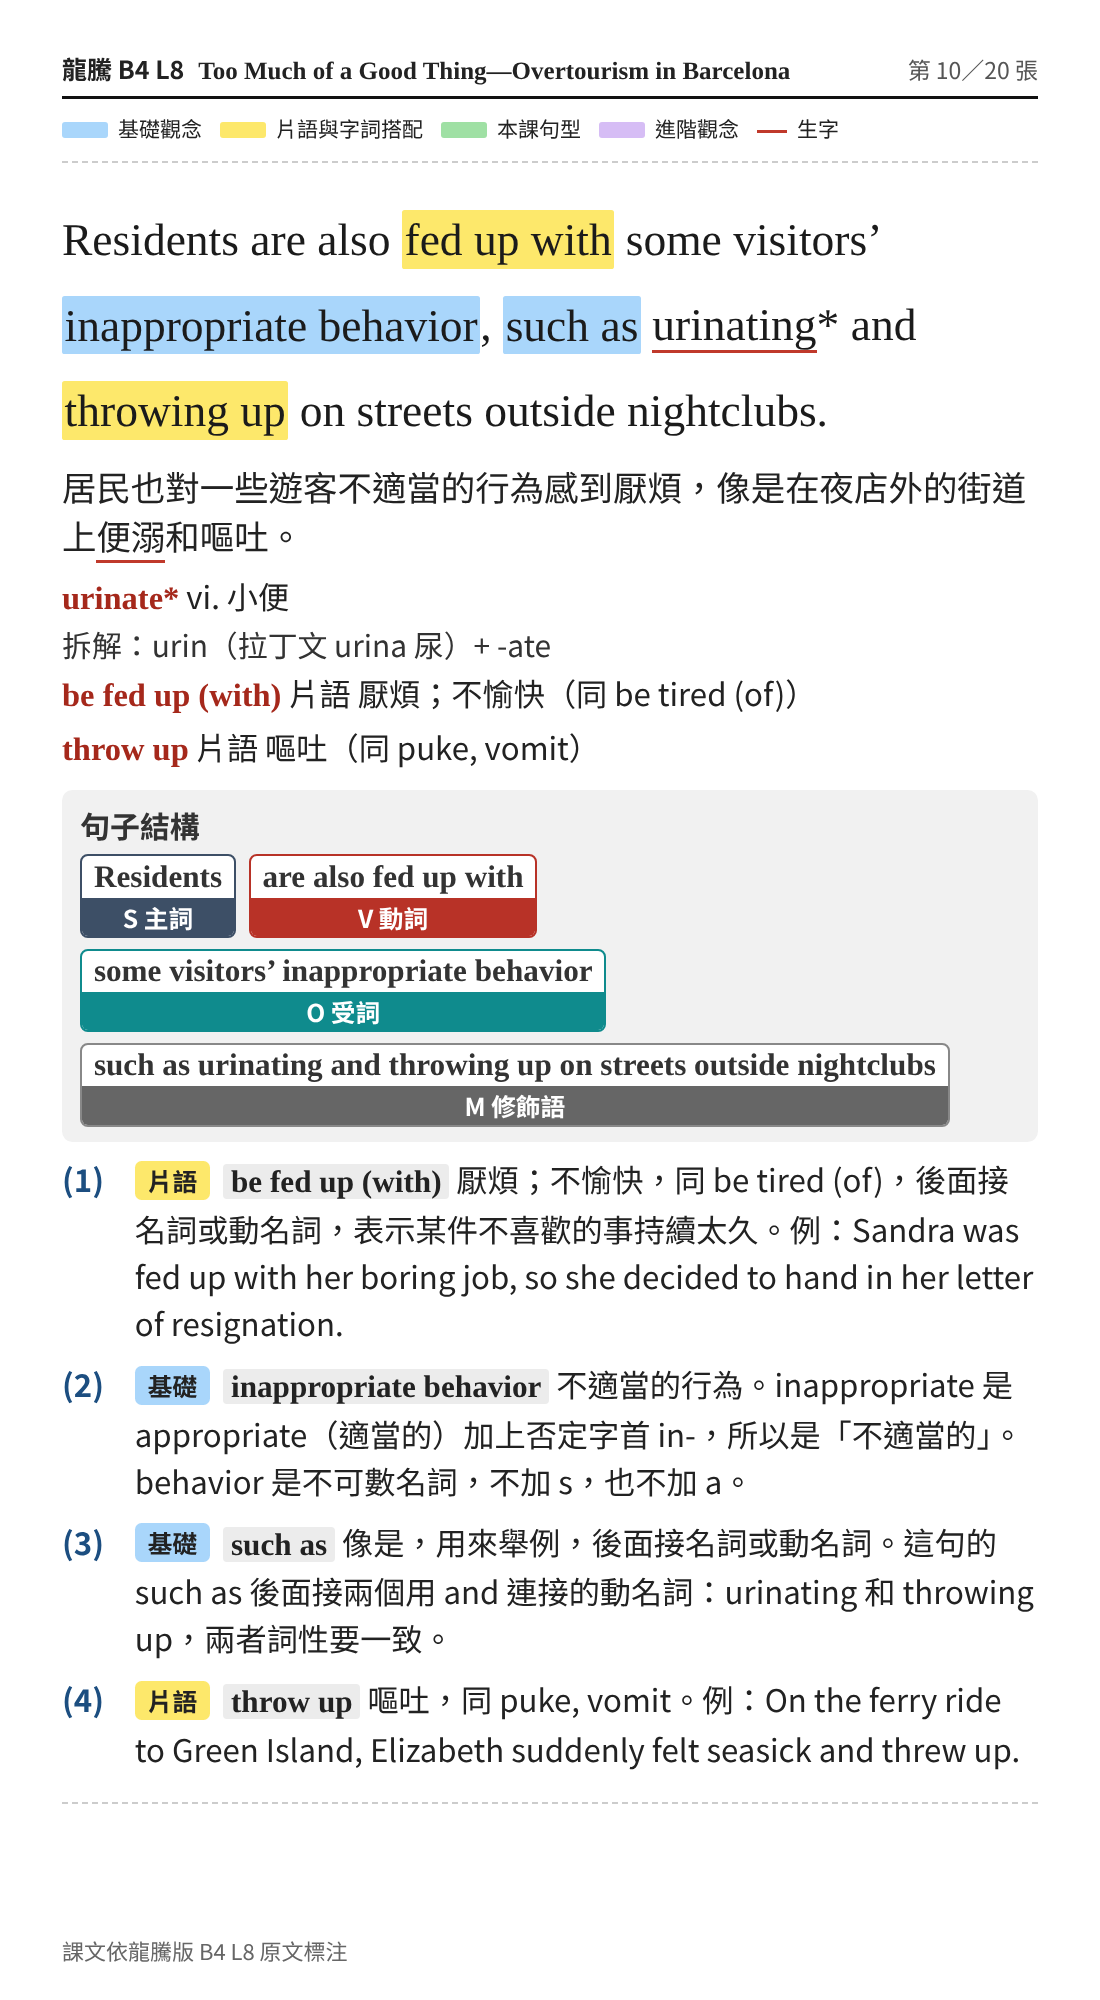 龍騰 B4 L8 Too Much of a Good Thing—Overtourism in Barcelona 第 10／20 張
基礎觀念 片語與字詞搭配 本課句型 進階觀念 生字
Residents are also fed up with some visitors’
inappropriate behavior, such as urinating* and
throwing up on streets outside nightclubs.
居民也對一些遊客不適當的行為感到厭煩，像是在夜店外的街道
上便溺和嘔吐。
urinate* vi. 小便
拆解：urin（拉丁文 urina 尿）+ -ate
be fed up (with) 片語 厭煩；不愉快（同 be tired (of)）
throw up 片語 嘔吐（同 puke, vomit）
句子結構
Residents are also fed up with
S 主詞 V 動詞
some visitors’ inappropriate behavior
O 受詞
such as urinating and throwing up on streets outside nightclubs
M 修飾語
(1) 片語 be fed up (with) 厭煩；不愉快，同 be tired (of)，後面接
名詞或動名詞，表示某件不喜歡的事持續太久。例：Sandra was
fed up with her boring job, so she decided to hand in her letter
of resignation.
(2) 基礎 inappropriate behavior 不適當的行為。inappropriate 是
appropriate（適當的）加上否定字首 in-，所以是「不適當的」。
behavior 是不可數名詞，不加 s，也不加 a。
(3) 基礎 such as 像是，用來舉例，後面接名詞或動名詞。這句的
such as 後面接兩個用 and 連接的動名詞：urinating 和 throwing
up，兩者詞性要一致。
(4) 片語 throw up 嘔吐，同 puke, vomit。例：On the ferry ride
to Green Island, Elizabeth suddenly felt seasick and threw up.
課文依龍騰版 B4 L8 原文標注